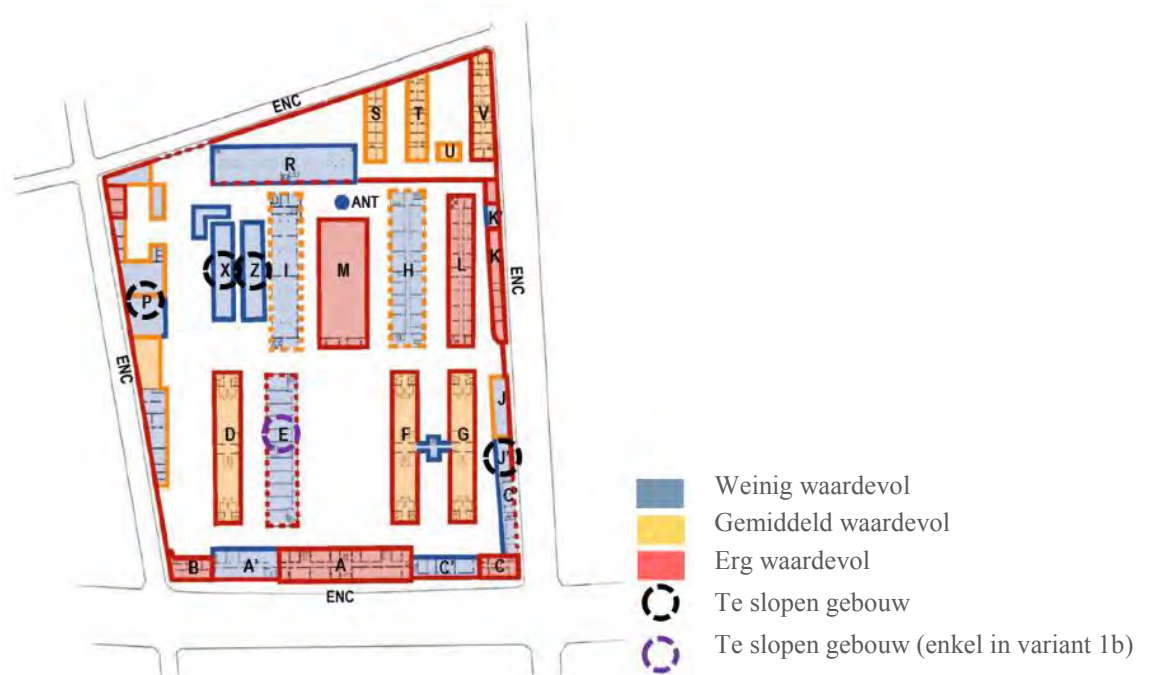 ENC
S
T
V
U
R
ANT
K'
K
X
Z
I
M
H
L
ENC
P
ENC
J
D
E
F
G
J'
C
B
A'
A
C'
C
ENC
Weinig waardevol
Gemiddeld waardevol
Erg waardevol
Te slopen gebouw
Te slopen gebouw (enkel in variant 1b)